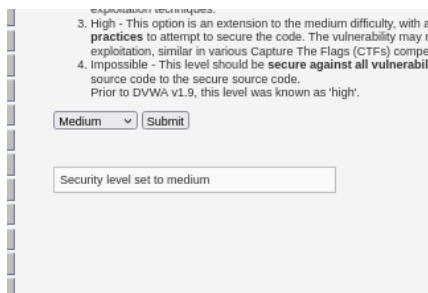 exploitation techniques.
3. High - This option is an extension to the medium difficulty, with a
practices to attempt to secure the code. The vulnerability may
exploitation, similar in various Capture The Flags (CTFs) compe
4. Impossible - This level should be secure against all vulnerabil
source code to the secure source code.
Prior to DVWA v1.9, this level was known as 'high'.
Medium Submit
Security level set to medium